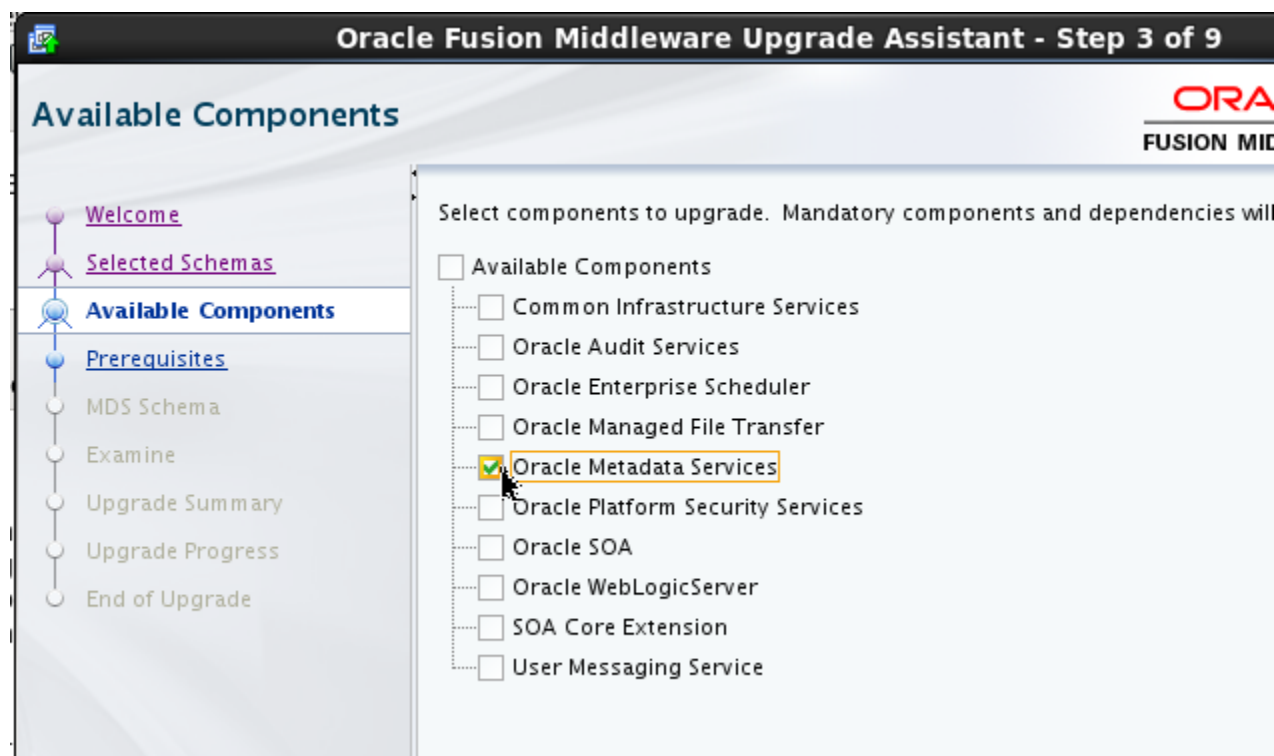 Oracle Fusion Middleware Upgrade Assistant - Step 3 of 9
Available Components
ORA
FUSION MID
Welcome
Selected Schemas
Available Components
Prerequisites
MDS Schema
Examine
Upgrade Summary
Upgrade Progress
End of Upgrade
Select components to upgrade. Mandatory components and dependencies will
Available Components
Common Infrastructure Services
Oracle Audit Services
Oracle Enterprise Scheduler
Oracle Managed File Transfer
Oracle Metadata Services
Oracle Platform Security Services
Oracle SOA
Oracle WebLogicServer
SOA Core Extension
User Messaging Service